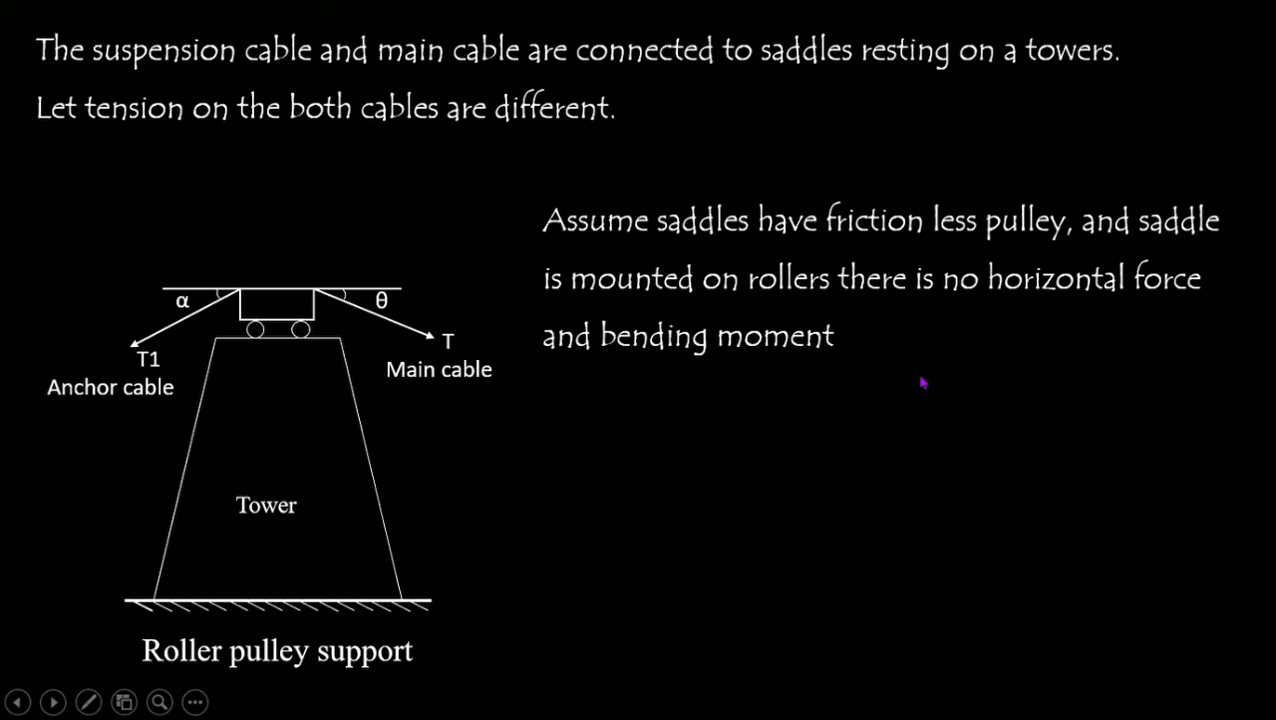 The suspension cable and main cable are connected to saddles resting on a towers.
Let tension on the both cables are different.
Assume saddles have friction less pulley, and saddle
is mounted on rollers there is no horizontal force
and bending moment
α
θ
T1
Anchor cable
T
Main cable
Tower
Roller pulley support